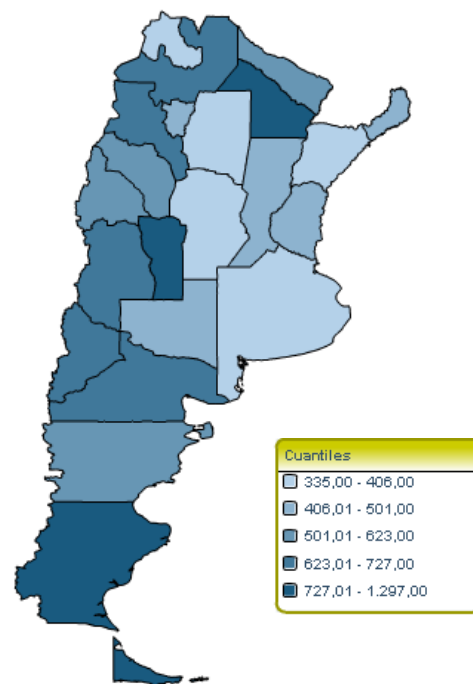 Cuantiles
335,00 - 406,00
406,01 - 501,00
501,01 - 623,00
623,01 - 727,00
727,01 - 1.297,00